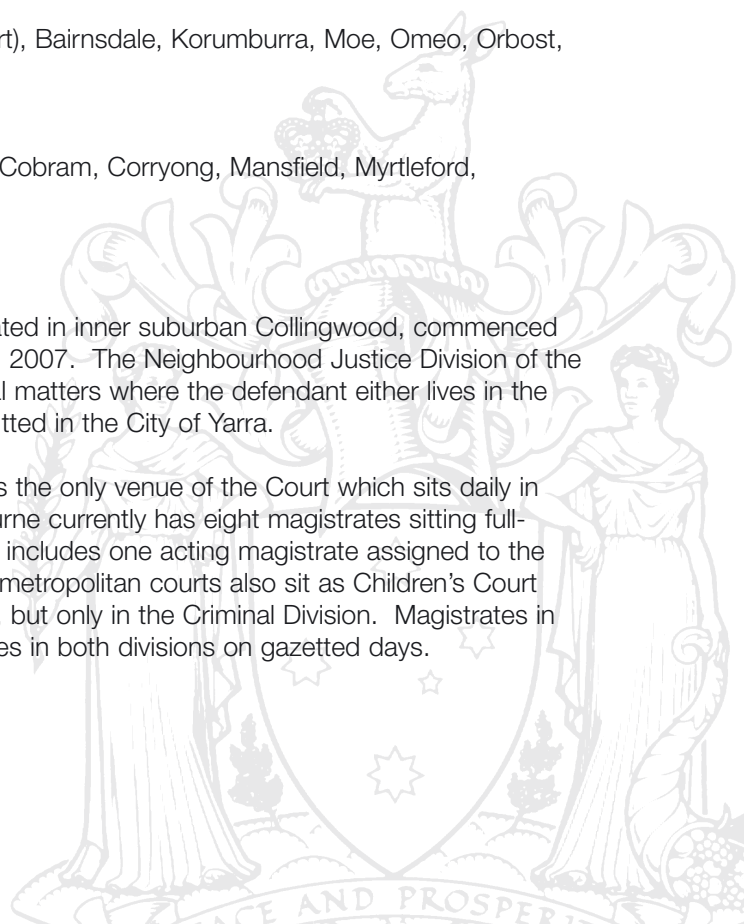 rt), Bairnsdale, Korumburra, Moe, Omeo, Orbost,
Cobram, Corryong, Mansfield, Myrtleford,
ated in inner suburban Collingwood, commenced
2007. The Neighbourhood Justice Division of the
l matters where the defendant either lives in the
tted in the City of Yarra.
s the only venue of the Court which sits daily in
urne currently has eight magistrates sitting full-
includes one acting magistrate assigned to the
metropolitan courts also sit as Children's Court
but only in the Criminal Division. Magistrates in
es in both divisions on gazetted days.
ACE AND PROSPER